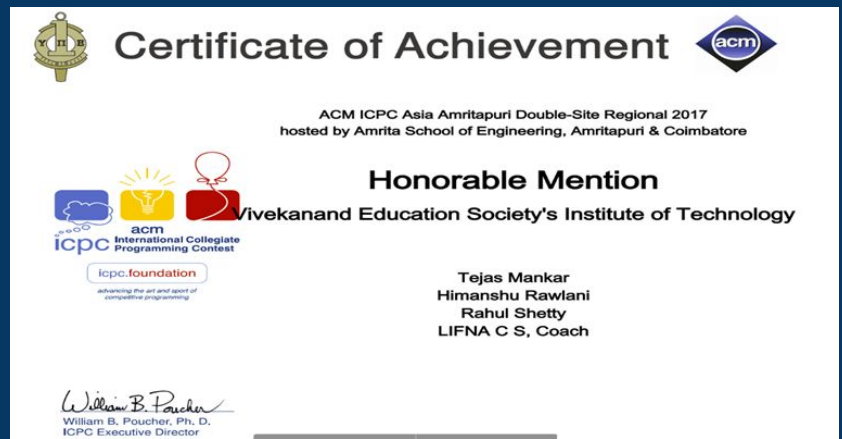 ΥΠΒ
Certificate of Achievement
acm
ACM ICPC Asia Amritapuri Double-Site Regional 2017
hosted by Amrita School of Engineering, Amritapuri & Coimbatore
Honorable Mention
Vivekanand Education Society's Institute of Technology
acm
icpc International Collegiate
Programming Contest
icpc.foundation
advancing the art and sport of
competitive programming
Tejas Mankar
Himanshu Rawlani
Rahul Shetty
LIFNA C S, Coach
William B. Poucher
William B. Poucher, Ph. D.
ICPC Executive Director